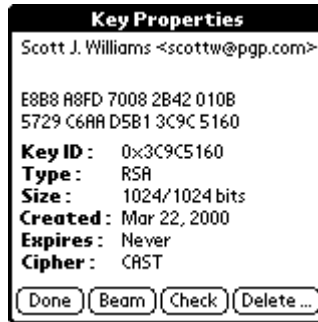 Key Properties
Scott J. Williams <scottw@pgp.com>
E8B8 A8FD 7008 2B42 010B
5729 C6AA D5B1 3C9C 5160
Key ID : 0x3C9C5160
Type : RSA
Size : 1024/1024 bits
Created : Mar 22, 2000
Expires : Never
Cipher : CAST
Done Beam Check Delete ...